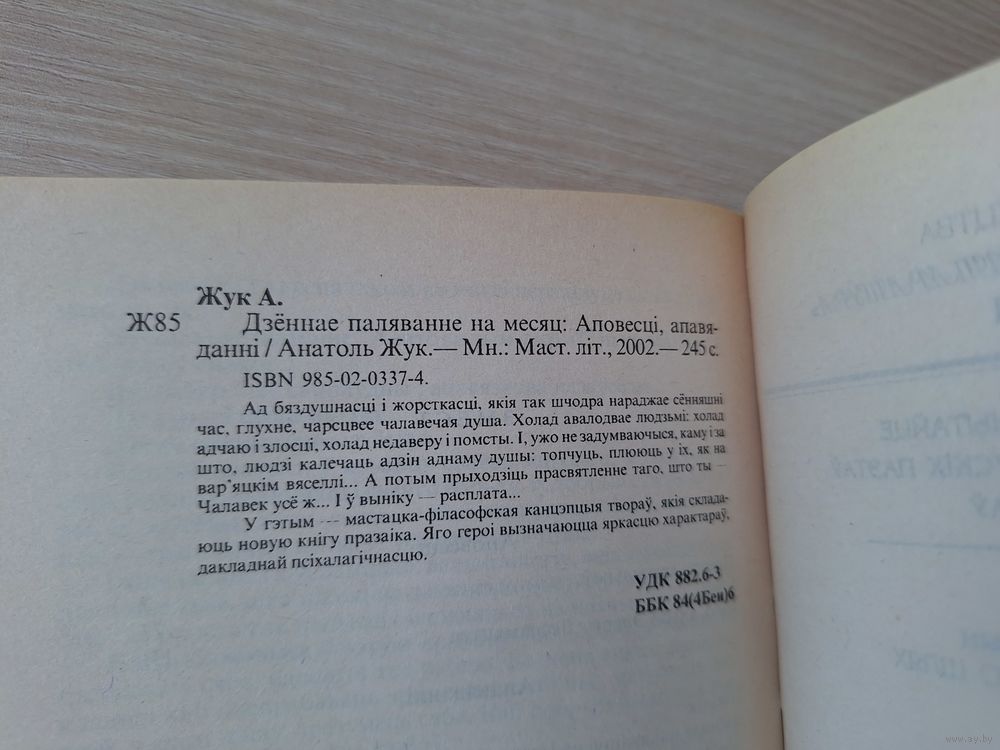 Жук А.
Ж85 Дзённае паляванне на месяц: Аповесці, апавя-
данні / Анатоль Жук.— Мн.: Маст. літ., 2002.— 245 с.
ISBN 985-02-0337-4.
Ад бяздушнасці і жорсткасці, якія так шчодра нараджае сённяшні
час, глухне, чарсцвее чалавечая душа. Холад авалодвае людзьмі: холад
адчаю і злосці, холад недаверу і помсты. І, ужо не задумваючыся, каму і за
што, людзі калечаць адзін аднаму душы: топчуць, плююць у іх, як на
вар'яцкім вяселлі... А потым прыходзіць прасвятленне таго, што ты —
Чалавек усё ж... І ў выніку — расплата...
У гэтым — мастацка-філасофская канцэпцыя твораў, якія склада-
юць новую кнігу празаіка. Яго героі вызначаюцца яркасцю характараў,
дакладнай псіхалагічнасцю.
УДК 882.6-3
ББК 84(4Беи)6
www.ay.by